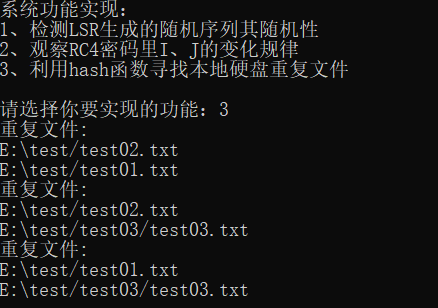 系统功能实现：
1、检测LSR生成的随机序列其随机性
2、观察RC4密码里I、J的变化规律
3、利用hash函数寻找本地硬盘重复文件
请选择你要实现的功能：3
重复文件:
E:\test/test02.txt
E:\test/test01.txt
重复文件:
E:\test/test02.txt
E:\test/test03/test03.txt
重复文件:
E:\test/test01.txt
E:\test/test03/test03.txt